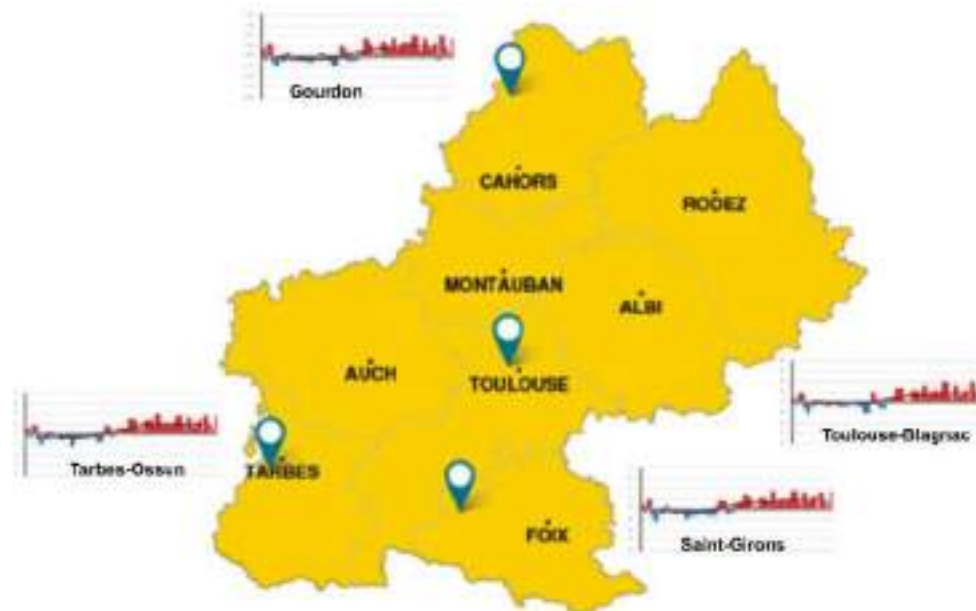 Gourdon
CAHORS
RODEZ
MONTAUBAN
ALBI
AUCH
TOULOUSE
Toulouse-Blagnac
Tarbes-Ossun
TARBES
FOIX
Saint-Girons